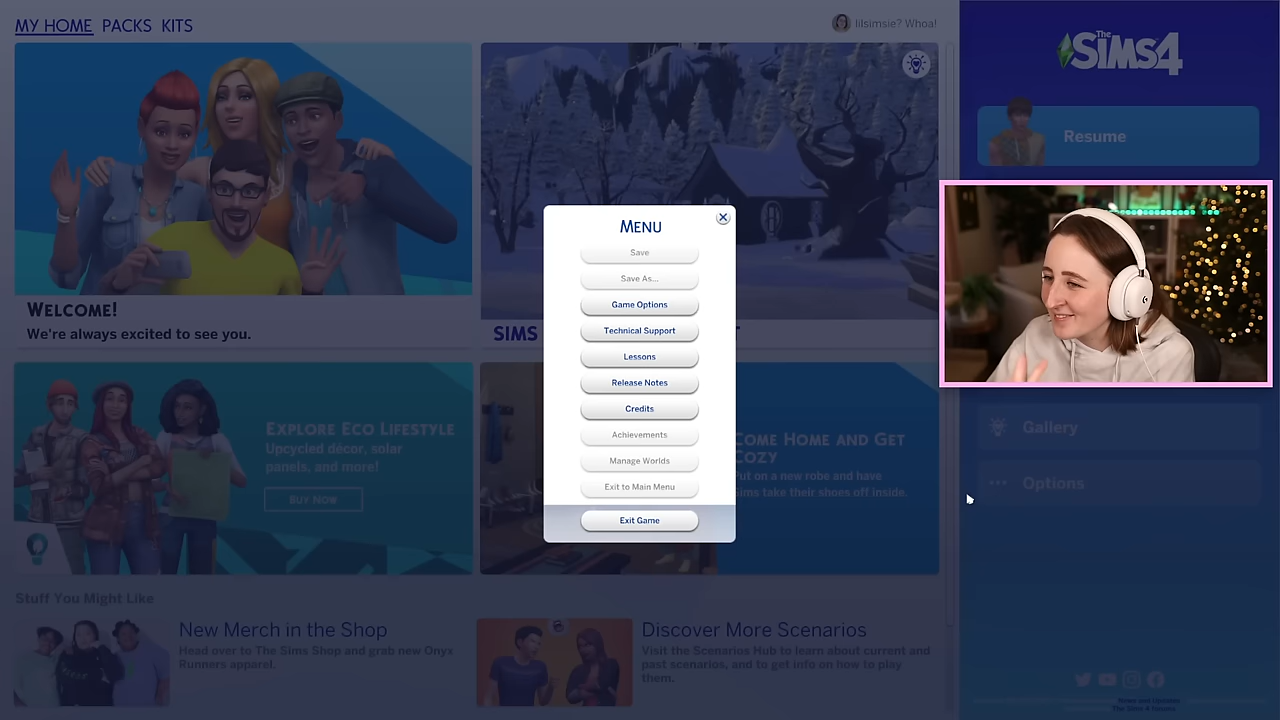 MY HOME PACKS KITS
lilsimsie? Whoa!
The
SiMS4
Resume
WELCOME!
We're always excited to see you.
SIMS
MENU
Save
Save As...
Game Options
Technical Support
Lessons
Release Notes
Credits
Achievements
Manage Worlds
Exit to Main Menu
Exit Game
EXPLORE ECO LIFESTYLE
Upcycled décor, solar
panels, and more!
BUY NOW
COME HOME AND GET
COZY
Put on a new robe and have
Sims take their shoes off inside.
Gallery
Options
Stuff You Might Like
New Merch in the Shop
Head over to The Sims Shop and grab new Onyx
Runners apparel.
Discover More Scenarios
Visit the Scenarios Hub to learn about current and
past scenarios, and to get info on how to play
them.
News and Updates
The Sims 4 Forums